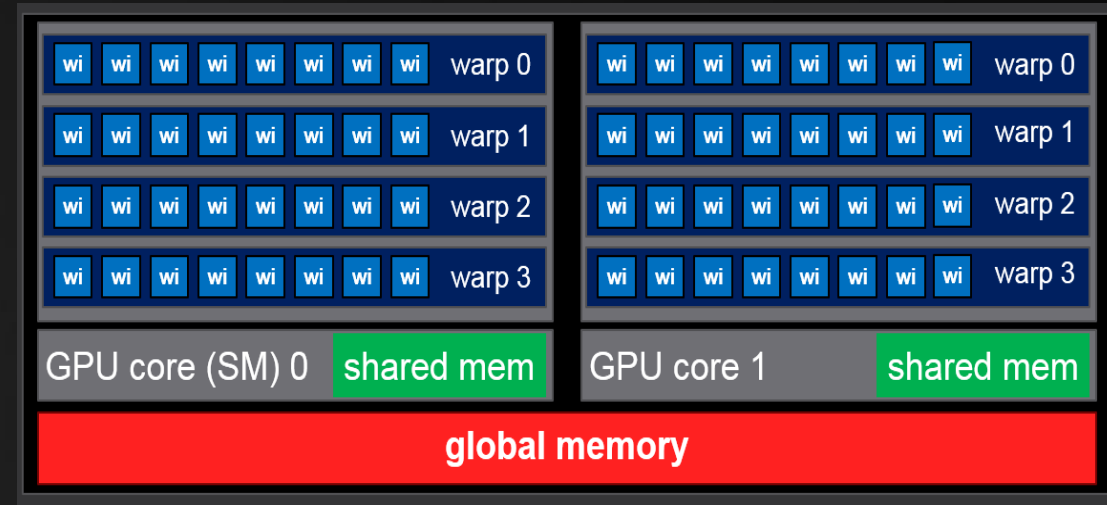 wi wi wi wi wi wi wi wi warp 0
wi wi wi wi wi wi wi wi warp 1
wi wi wi wi wi wi wi wi warp 2
wi wi wi wi wi wi wi wi warp 3
GPU core (SM) 0 shared mem
wi wi wi wi wi wi wi wi warp 0
wi wi wi wi wi wi wi wi warp 1
wi wi wi wi wi wi wi wi warp 2
wi wi wi wi wi wi wi wi warp 3
GPU core 1 shared mem
global memory